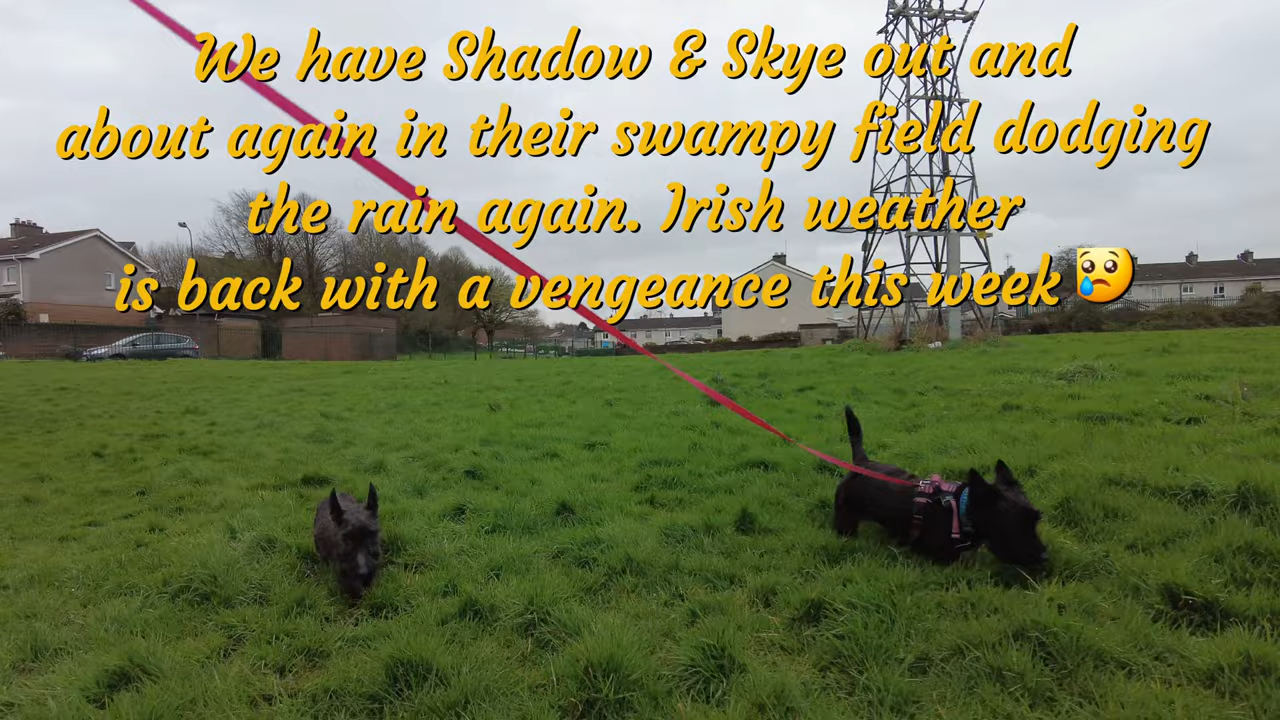 We have Shadow & Skye out and
about again in their swampy field dodging
the rain again. Irish weather
is back with a vengeance this week 😢